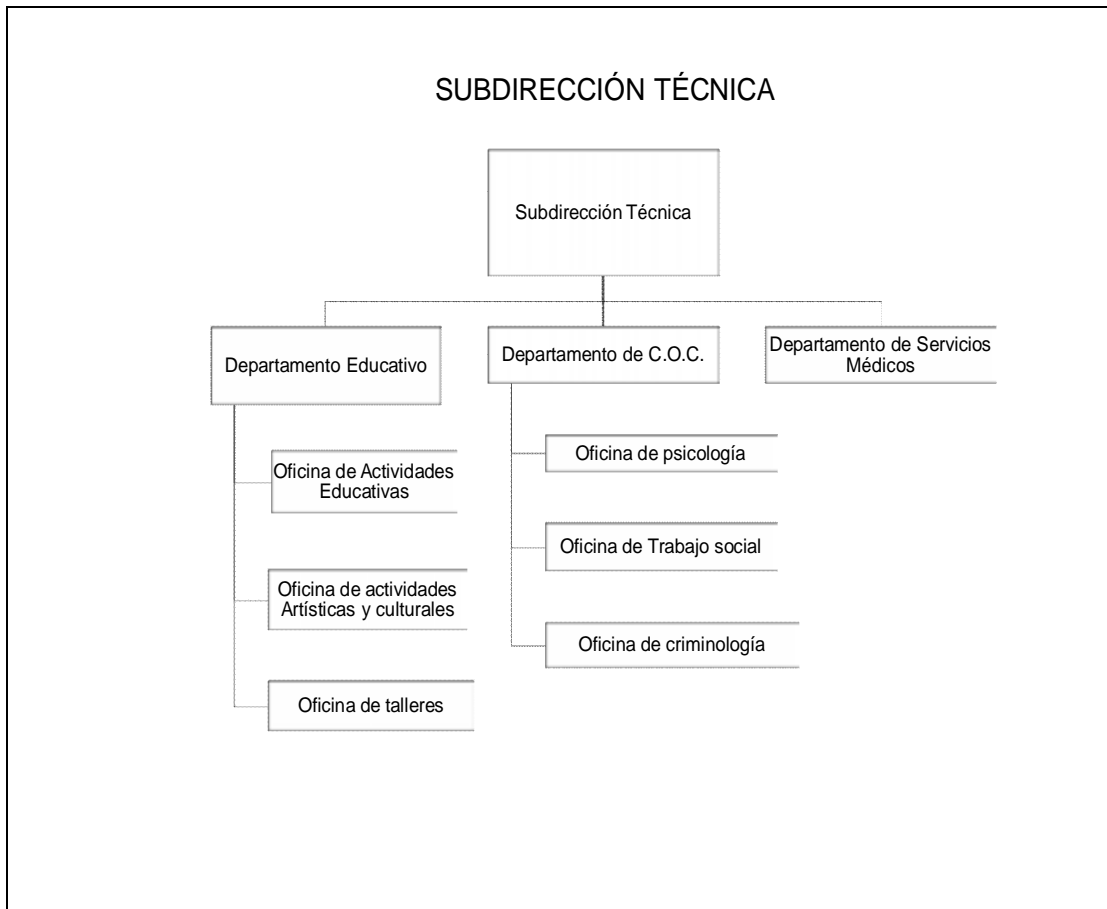 SUBDIRECCIÓN TÉCNICA
Subdirección Técnica
Departamento Educativo
Departamento de C.O.C.
Departamento de Servicios
Médicos
Oficina de Actividades
Educativas
Oficina de actividades
Artísticas y culturales
Oficina de talleres
Oficina de psicología
Oficina de Trabajo social
Oficina de criminología